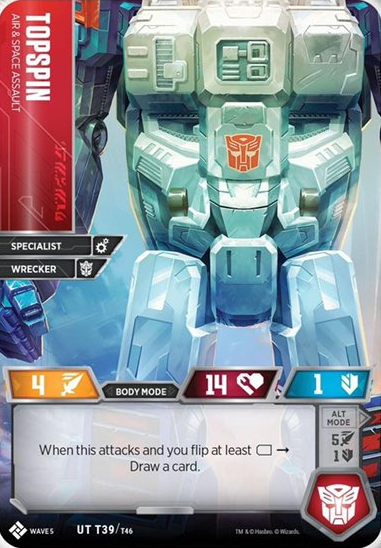 TOPSPIN
AIR & SPACE ASSAULT
SPECIALIST
WRECKER
4
BODY MODE
14
1
ALT
MODE
5
1
When this attacks and you flip at least →
Draw a card.
WAVE 5
UT T39/T46
TM & © Hasbro. © Wizards.